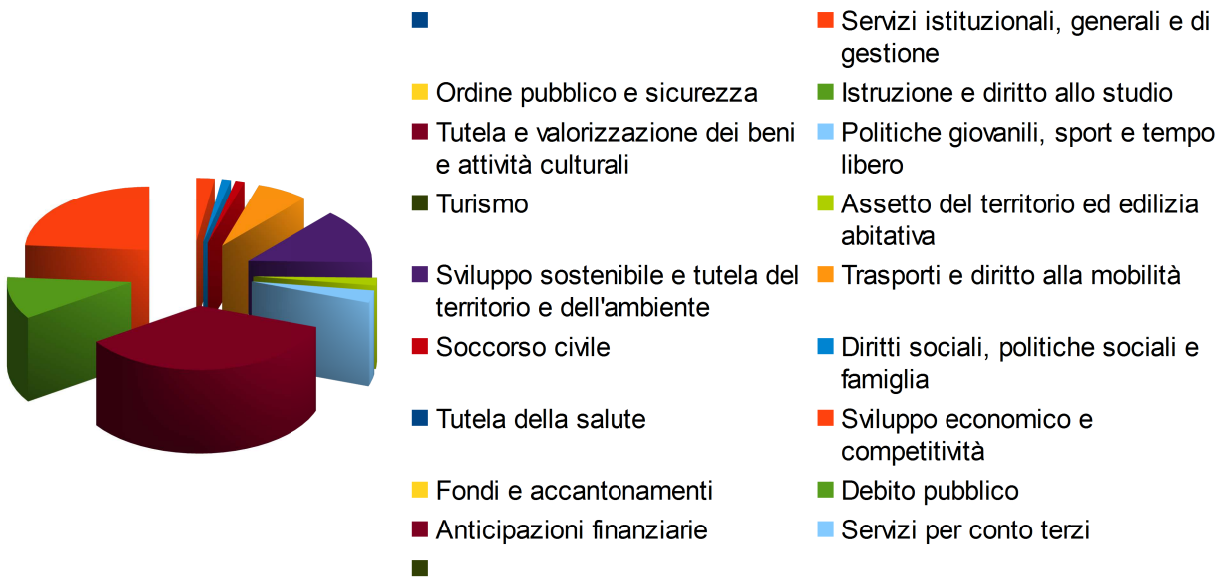 Servizi istituzionali, generali e di
gestione
Ordine pubblico e sicurezza
Istruzione e diritto allo studio
Tutela e valorizzazione dei beni
e attività culturali
Politiche giovanili, sport e tempo
libero
Turismo
Assetto del territorio ed edilizia
abitativa
Sviluppo sostenibile e tutela del
territorio e dell'ambiente
Trasporti e diritto alla mobilità
Soccorso civile
Diritti sociali, politiche sociali e
famiglia
Tutela della salute
Sviluppo economico e
competitività
Fondi e accantonamenti
Debito pubblico
Anticipazioni finanziarie
Servizi per conto terzi